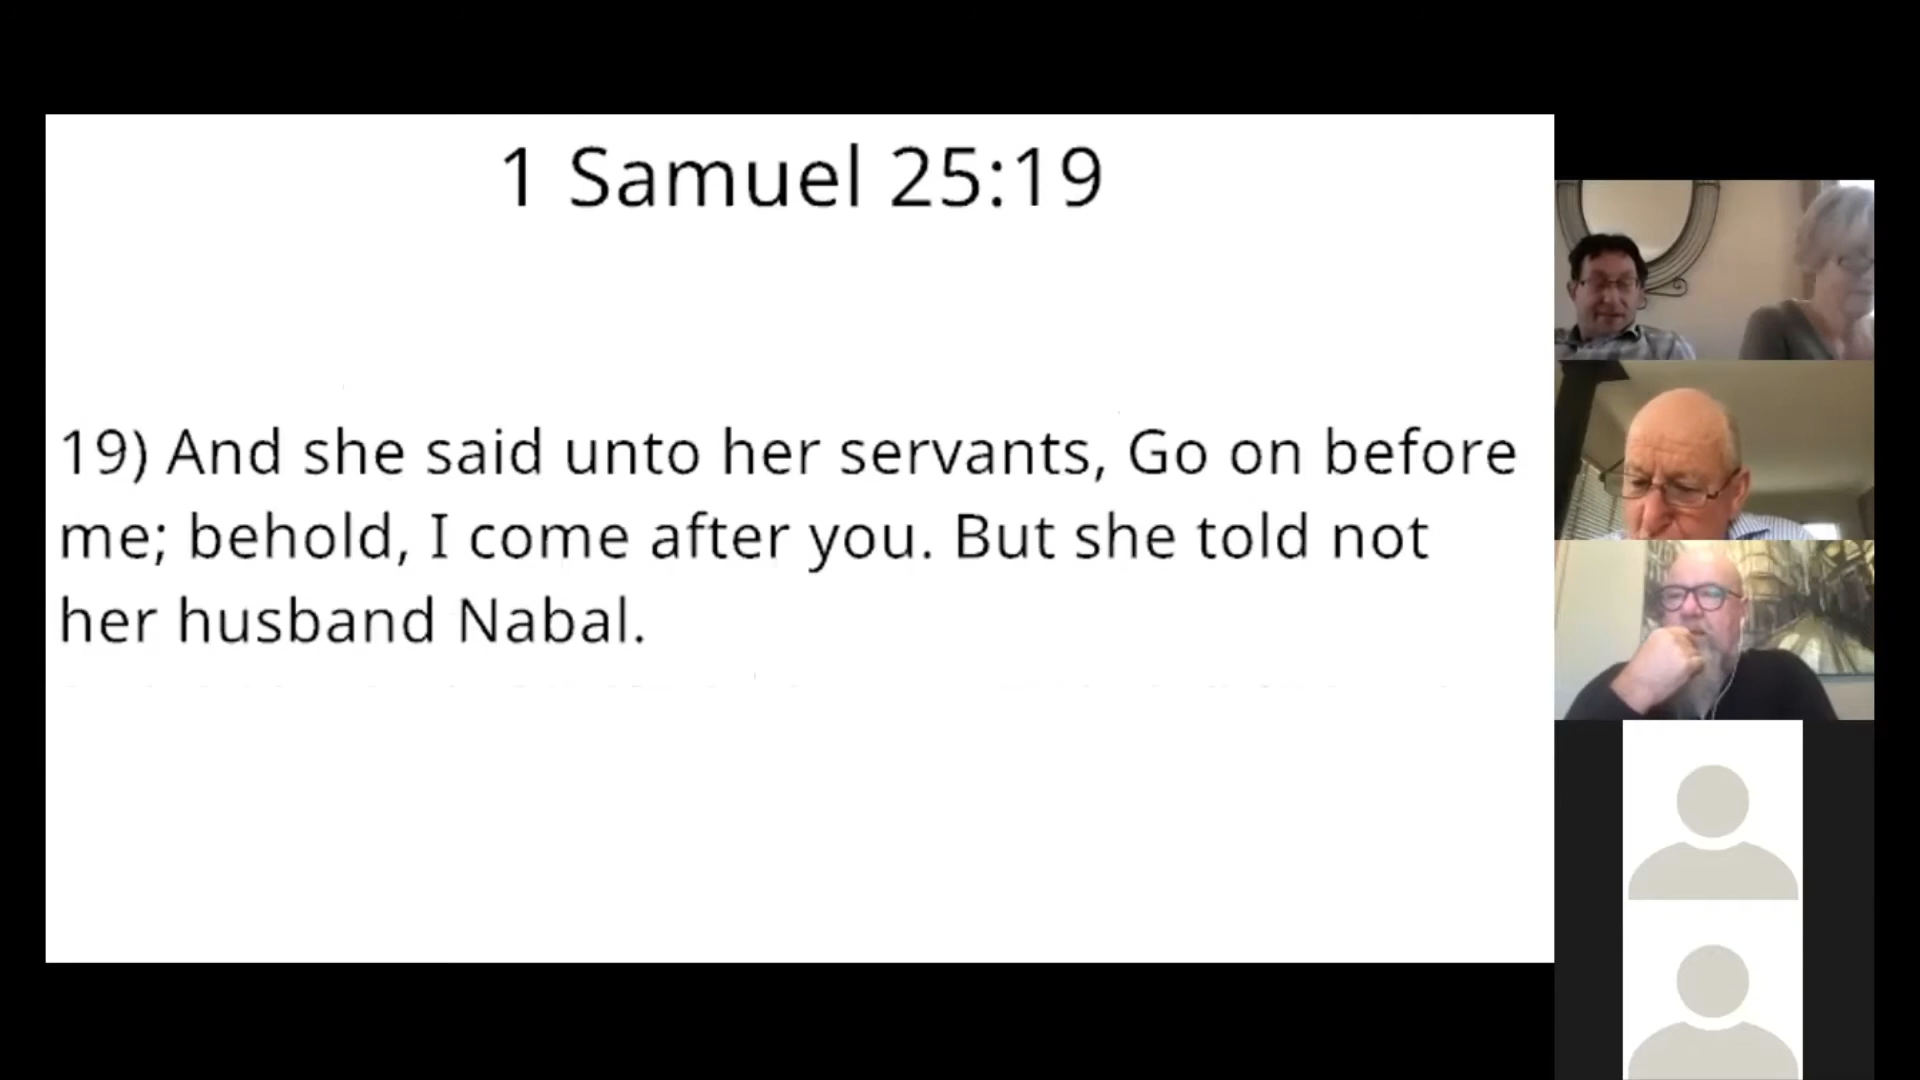 1 Samuel 25:19
19) And she said unto her servants, Go on before
me; behold, I come after you. But she told not
her husband Nabal.